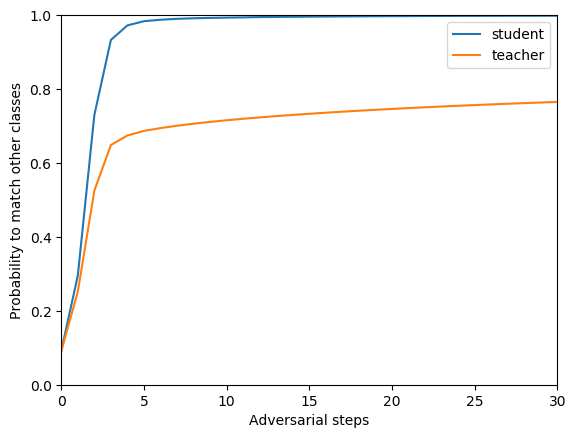 1.0
0.8
0.6
0.4
0.2
0.0
Probability to match other classes
student
teacher
0 5 10 15 20 25 30
Adversarial steps